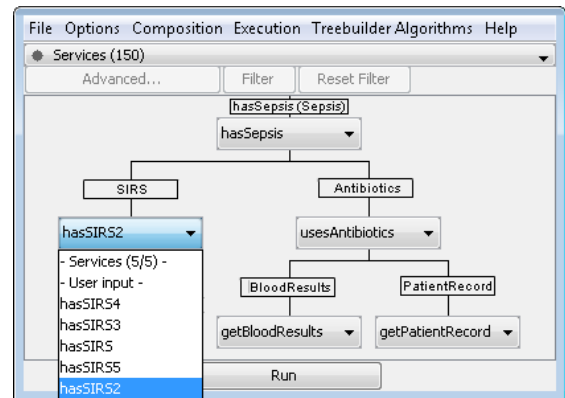 File Options Composition Execution Treebuilder Algorithms Help
Services (150)
Advanced... Filter Reset Filter
hasSepsis (Sepsis)
hasSepsis
SIRS Antibiotics
hasSIRS2 usesAntibiotics
- Services (5/5) -
- User input -
BloodResults PatientRecord
hasSIRS4
hasSIRS3
getBloodResults getPatientRecord
hasSIRS
hasSIRS5
Run
hasSIRS2